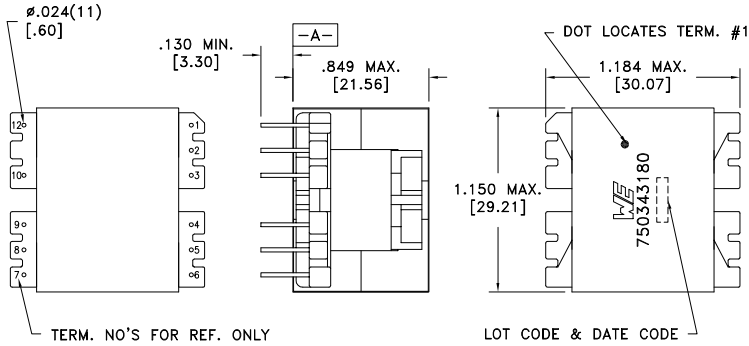 ø.024(11)
[.60]
.130 MIN.
[3.30]
-A-
.849 MAX.
[21.56]
DOT LOCATES TERM. #1
1.184 MAX.
[30.07]
12
1
2
10
3
9
4
8
5
7
6
1.150 MAX.
[29.21]
WE
750343180
TERM. NO'S FOR REF. ONLY
LOT CODE & DATE CODE